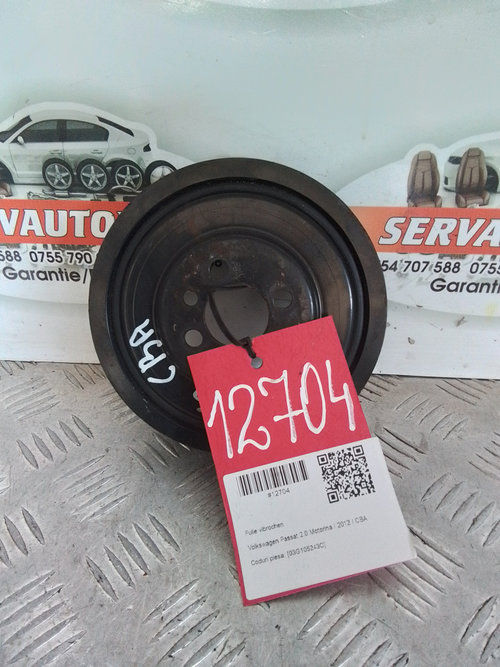 RVAUTO
SERVA
588 0755 790
54 707 588 0755
Garantie/
Garantie
CBA
12704
#12704
Fulie vibrochen
Volkswagen Passat 2.0 Motorina / 2012 / CBA
Coduri piesa: [03G105243C]